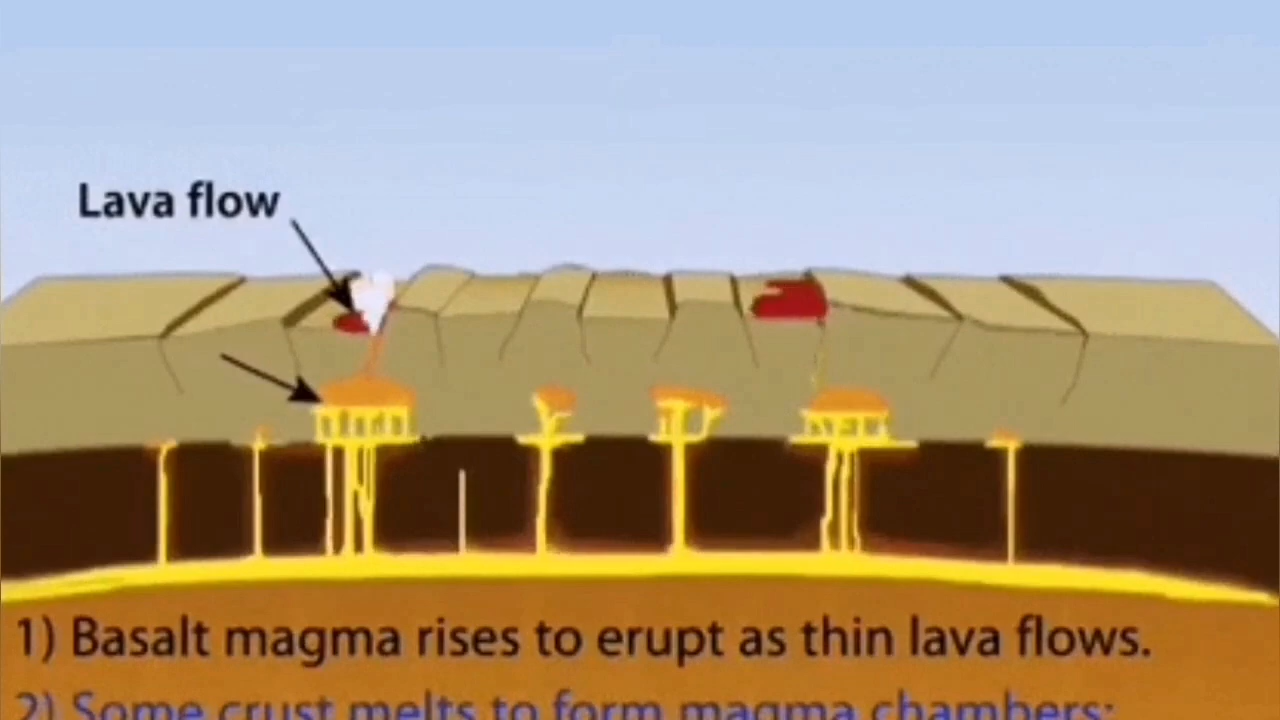 Lava flow
1) Basalt magma rises to erupt as thin lava flows.
2) Some crust melts to form magma chambers;